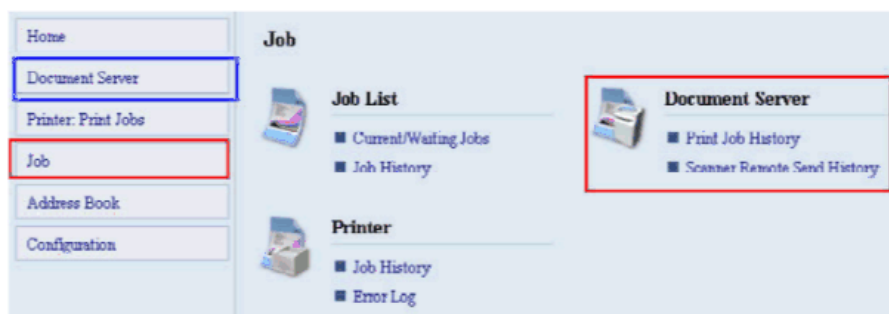 Home
Document Server
Printer: Print Jobs
Job
Address Book
Configuration
Job
Job List
Current/Waiting Jobs
Job History
Document Server
Print Job History
Scanner Remote Send History
Printer
Job History
Error Log